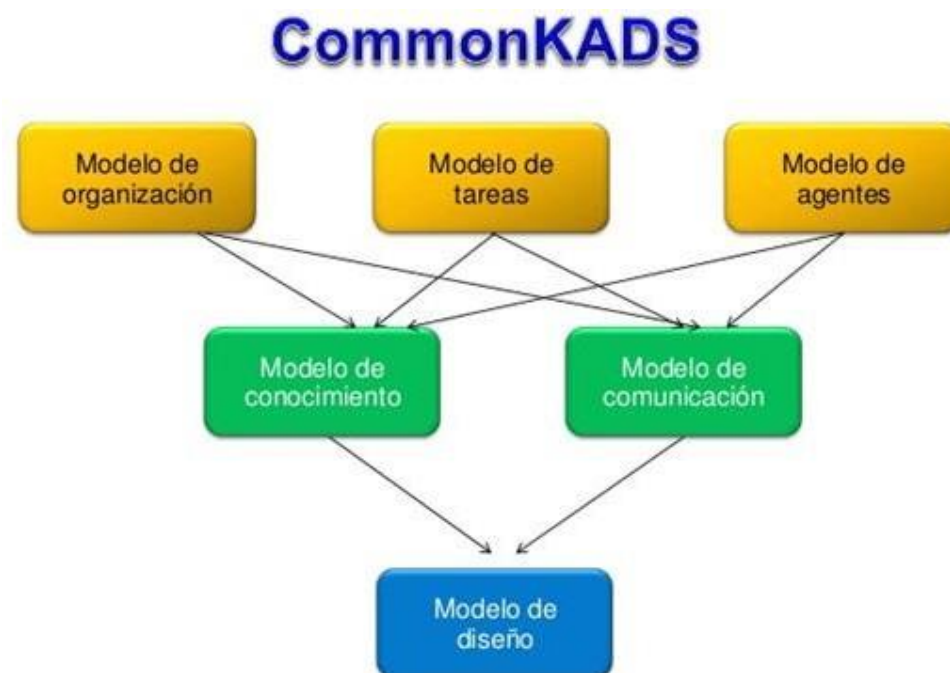 CommonKADS
Modelo de
organización
Modelo de
tareas
Modelo de
agentes
Modelo de
conocimiento
Modelo de
comunicación
Modelo de
diseño